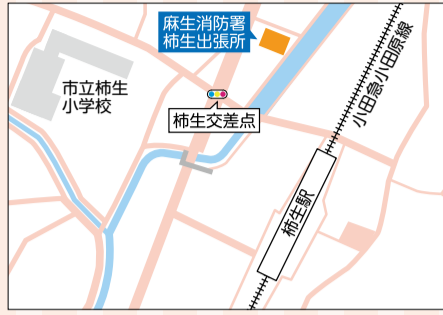 麻生消防署
柿生出張所
市立柿生
小学校
柿生交差点
小田急小田原線
柿生駅